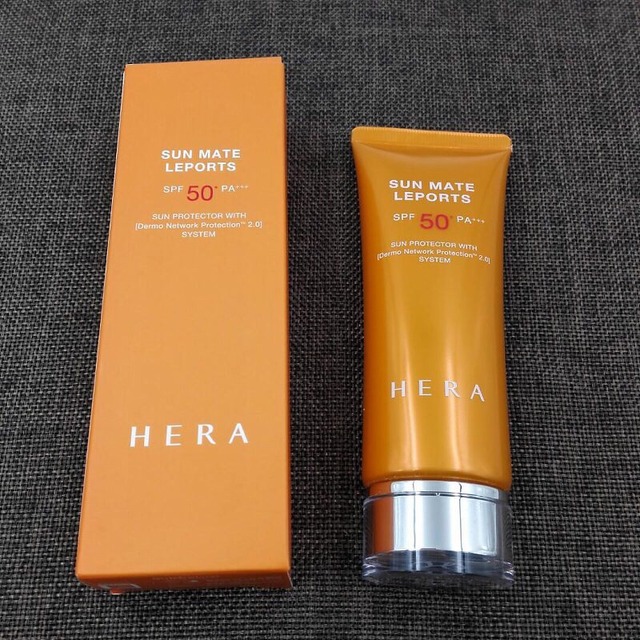 SUN MATE
LEPORTS
SPF 50+ PA+++
SUN PROTECTOR WITH
[Dermo Network Protection™ 2.0]
SYSTEM
HERA
SUN MATE
LEPORTS
SPF 50+ PA+++
SUN PROTECTOR WITH
[Dermo Network Protection™ 2.0]
SYSTEM
HERA